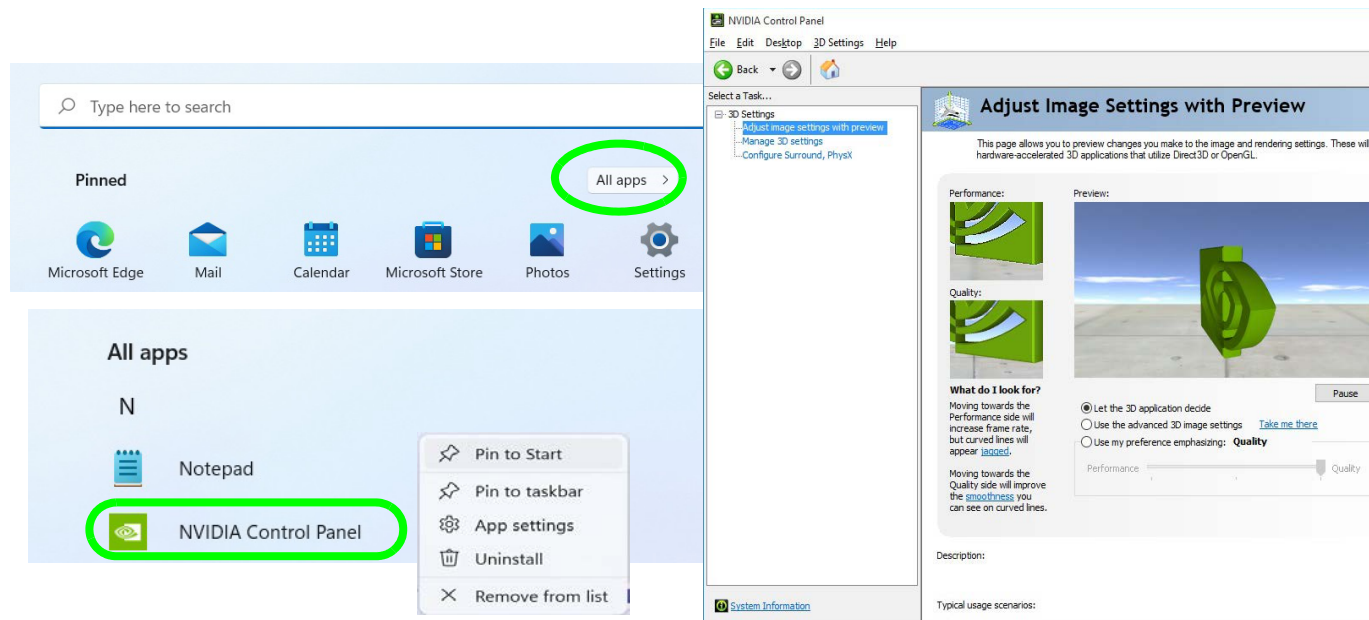 Type here to search
Pinned
All apps >
Microsoft Edge
Mail
Calendar
Microsoft Store
Photos
Settings
All apps
N
Notepad
NVIDIA Control Panel
Pin to Start
Pin to taskbar
App settings
Uninstall
Remove from list
NVIDIA Control Panel
File Edit Desktop 3D Settings Help
Back
Select a Task...
3D Settings
Adjust image settings with preview
Manage 3D settings
Configure Surround, PhysX
System Information
Adjust Image Settings with Preview
This page allows you to preview changes you make to the image and rendering settings. These will
hardware-accelerated 3D applications that utilize Direct3D or OpenGL.
Performance:
Quality:
What do I look for?
Moving towards the
Performance side will
increase frame rate,
but curved lines will
appear jagged.
Moving towards the
Quality side will improve
the smoothness you
can see on curved lines.
Preview:
Pause
Let the 3D application decide
Use the advanced 3D image settings Take me there
Use my preference emphasizing: Quality
Performance Quality
Description:
Typical usage scenarios: